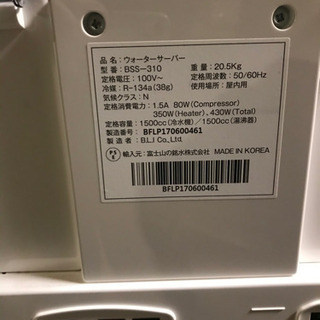 品 名：ウォーターサーバー
型 番：BSS-310
重 量：20.5Kg
定格電圧：100V～
定格周波数：50/60Hz
冷媒：R-134a(38g)
使用場所：屋内用
気候クラス：N
定格消費電力：1.5A 80W(Compressor)
350W(Heater)、430W(Total)
定格容量：1500cc(冷水機)／1500cc(湯沸器)
製造番号：BFLP170600461
製造者：B.L.I Co.,Ltd.
PSE
輸入元：富士山の銘水株式会社
MADE IN KOREA
BFLP170600461